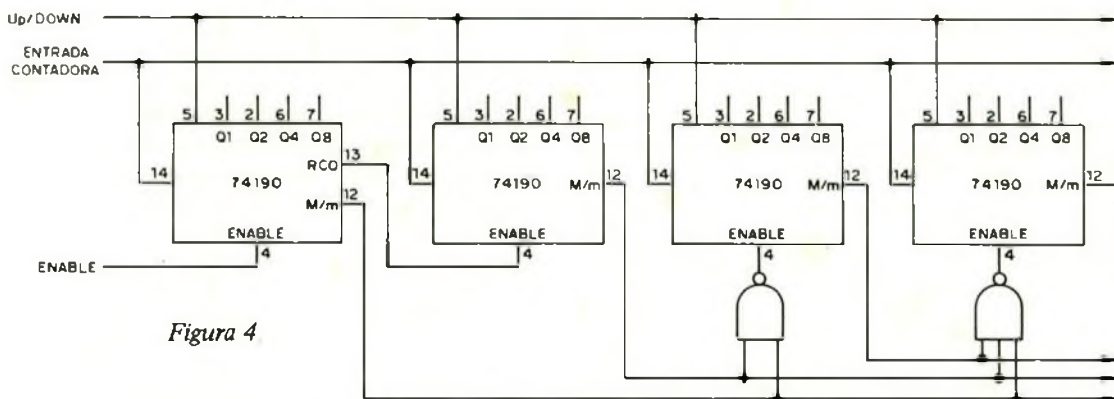 Up/DOWN
ENTRADA
CONTADORA
5 3 2 6 7
Q1 Q2 Q4 Q8
14
RCO 13
74190
M/m 12
ENABLE
4
5 3 2 6 7
Q1 Q2 Q4 Q8
14
74190
M/m 12
ENABLE
4
5 3 2 6 7
Q1 Q2 Q4 Q8
14
74190
M/m 12
ENABLE
4
5 3 2 6 7
Q1 Q2 Q4 Q8
14
74190
M/m 12
ENABLE
4
ENABLE
Figura 4